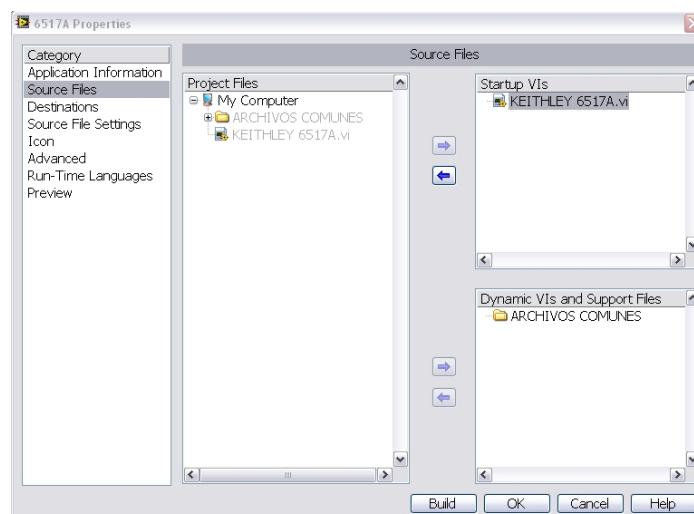 6517A Properties
Category
Application Information
Source Files
Destinations
Source File Settings
Icon
Advanced
Run-Time Languages
Preview
Source Files
Project Files
My Computer
ARCHIVOS COMUNES
KEITHLEY 6517A.vi
Startup VIs
KEITHLEY 6517A.vi
Dynamic VIs and Support Files
ARCHIVOS COMUNES
Build
OK
Cancel
Help